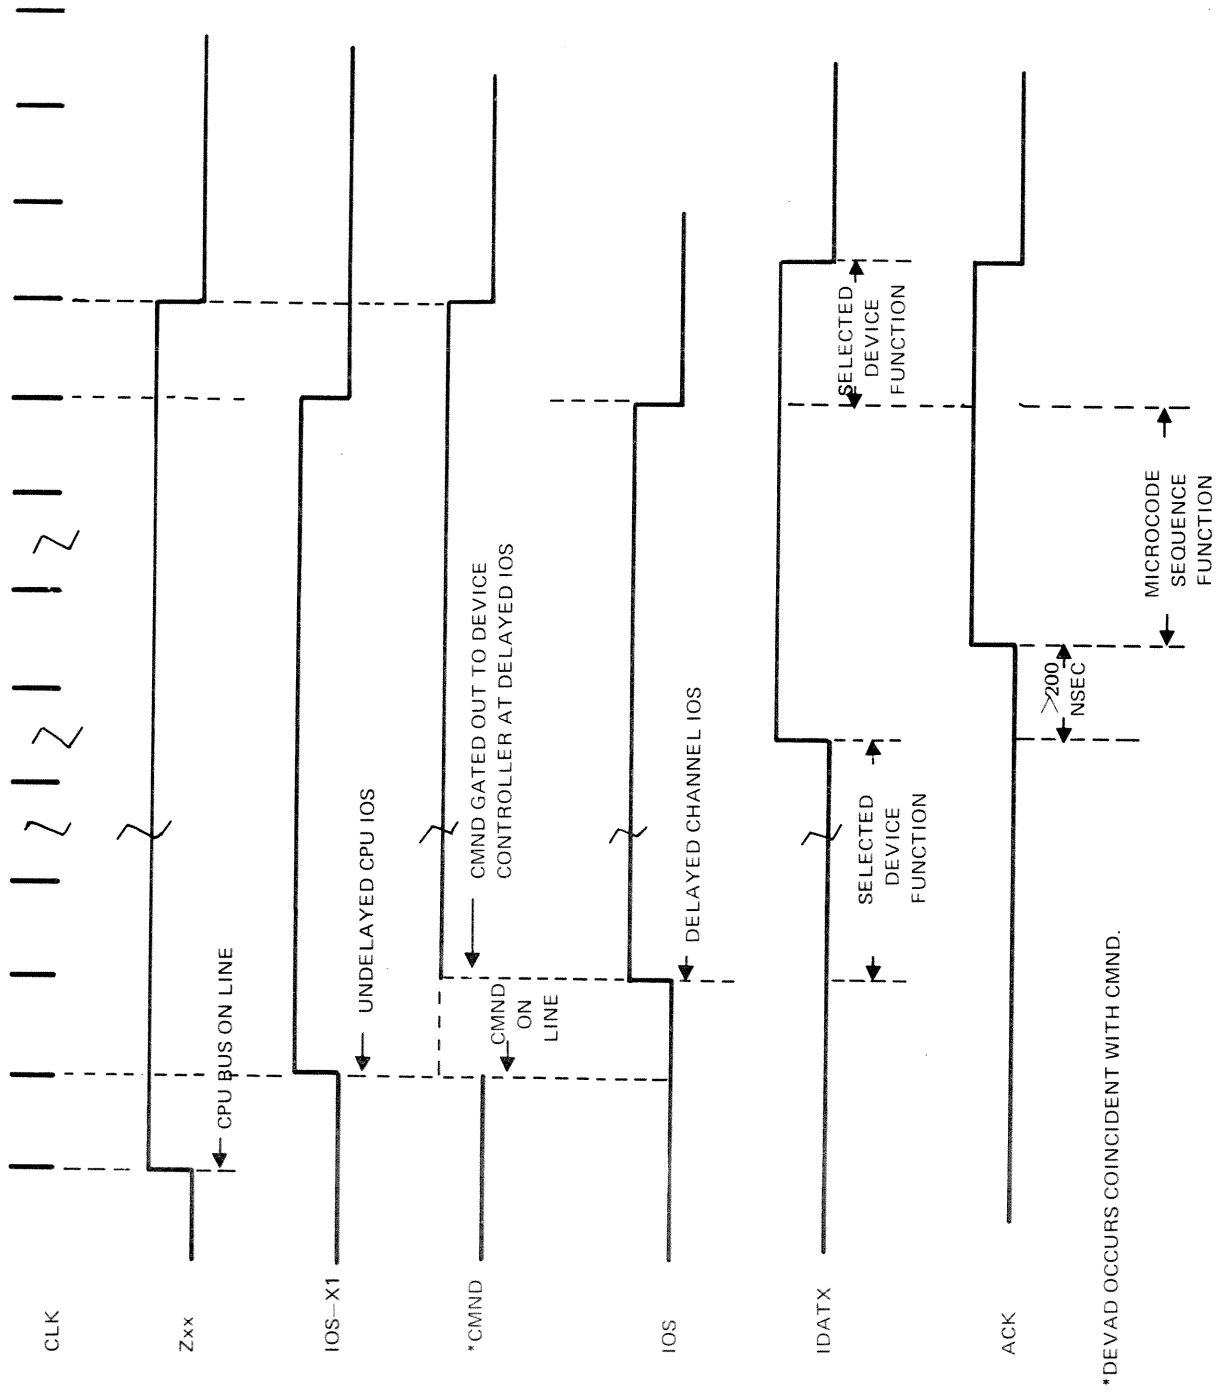 CLK
Zxx
CPU BUS ON LINE
IOS–X1
UNDELAYED CPU IOS
*CMND
CMND
ON
LINE
CMND GATED OUT TO DEVICE
CONTROLLER AT DELAYED IOS
IOS
DELAYED CHANNEL IOS
IDATX
SELECTED
DEVICE
FUNCTION
SELECTED
DEVICE
FUNCTION
ACK
>200
NSEC
MICROCODE
SEQUENCE
FUNCTION
*DEVAD OCCURS COINCIDENT WITH CMND.